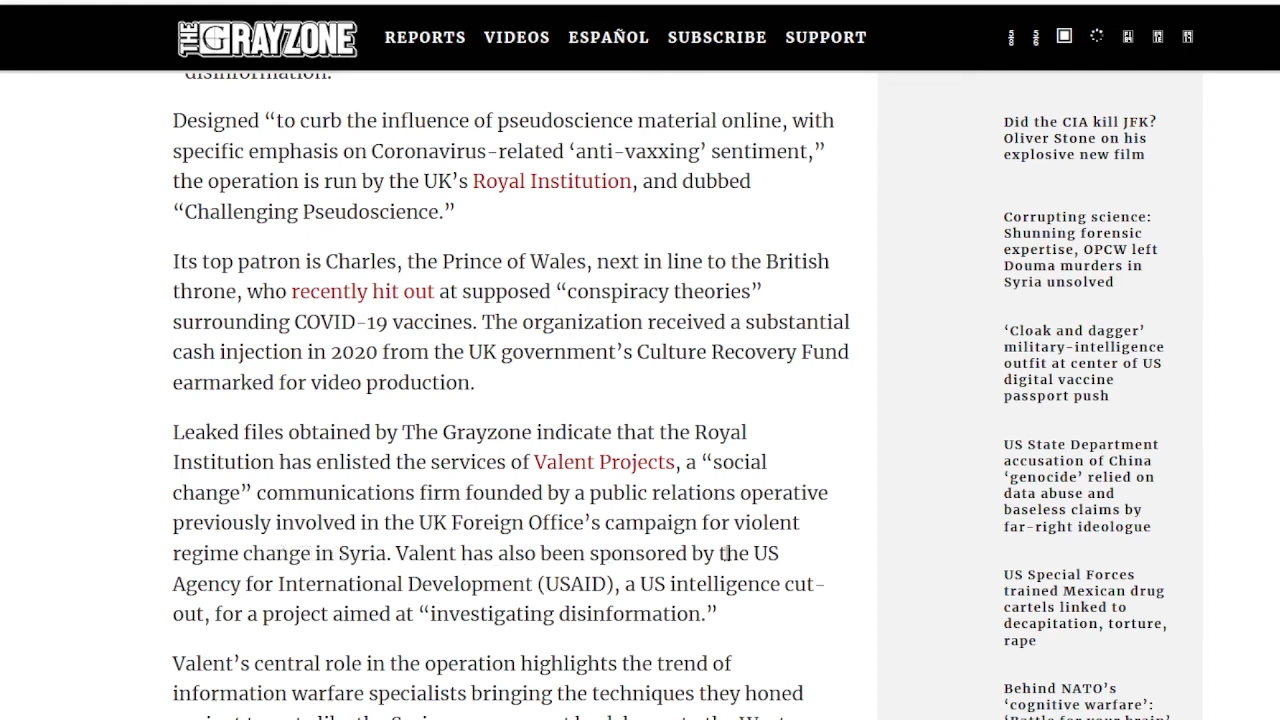 THE GRAYZONE
REPORTS VIDEOS ESPAÑOL SUBSCRIBE SUPPORT
disinformation.
Designed “to curb the influence of pseudoscience material online, with
specific emphasis on Coronavirus-related ‘anti-vaxxing’ sentiment,”
the operation is run by the UK’s Royal Institution, and dubbed
“Challenging Pseudoscience.”
Its top patron is Charles, the Prince of Wales, next in line to the British
throne, who recently hit out at supposed “conspiracy theories”
surrounding COVID-19 vaccines. The organization received a substantial
cash injection in 2020 from the UK government’s Culture Recovery Fund
earmarked for video production.
Leaked files obtained by The Grayzone indicate that the Royal
Institution has enlisted the services of Valent Projects, a “social
change” communications firm founded by a public relations operative
previously involved in the UK Foreign Office’s campaign for violent
regime change in Syria. Valent has also been sponsored by the US
Agency for International Development (USAID), a US intelligence cut-
out, for a project aimed at “investigating disinformation.”
Valent’s central role in the operation highlights the trend of
information warfare specialists bringing the techniques they honed
Did the CIA kill JFK?
Oliver Stone on his
explosive new film
Corrupting science:
Shunning forensic
expertise, OPCW left
Douma murders in
Syria unsolved
‘Cloak and dagger’
military-intelligence
outfit at center of US
digital vaccine
passport push
US State Department
accusation of China
‘genocide’ relied on
data abuse and
baseless claims by
far-right ideologue
US Special Forces
trained Mexican drug
cartels linked to
decapitation, torture,
rape
Behind NATO’s
‘cognitive warfare’:
‘Battle for your brain’